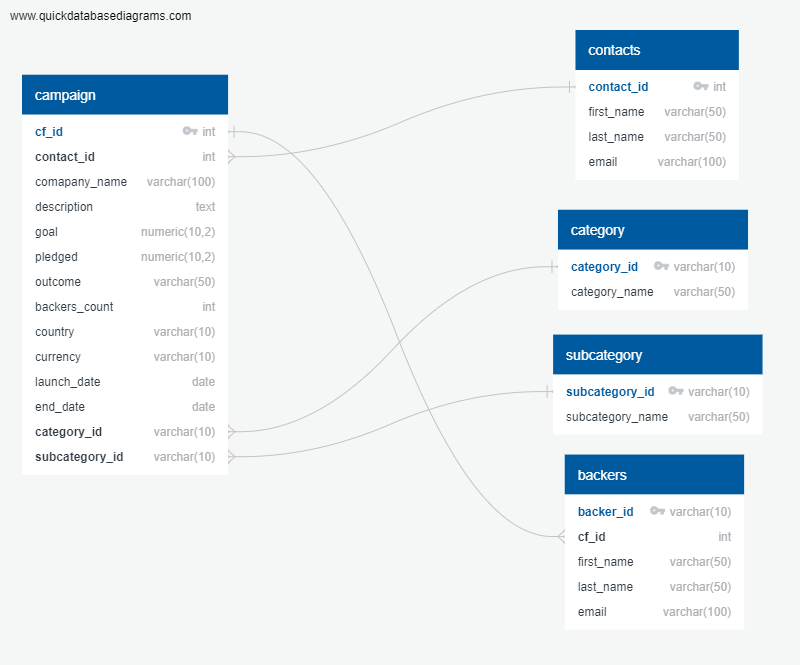 www.quickdatabasediagrams.com
campaign
cf_id int
contact_id int
comapany_name varchar(100)
description text
goal numeric(10,2)
pledged numeric(10,2)
outcome varchar(50)
backers_count int
country varchar(10)
currency varchar(10)
launch_date date
end_date date
category_id varchar(10)
subcategory_id varchar(10)
contacts
contact_id int
first_name varchar(50)
last_name varchar(50)
email varchar(100)
category
category_id varchar(10)
category_name varchar(50)
subcategory
subcategory_id varchar(10)
subcategory_name varchar(50)
backers
backer_id varchar(10)
cf_id int
first_name varchar(50)
last_name varchar(50)
email varchar(100)